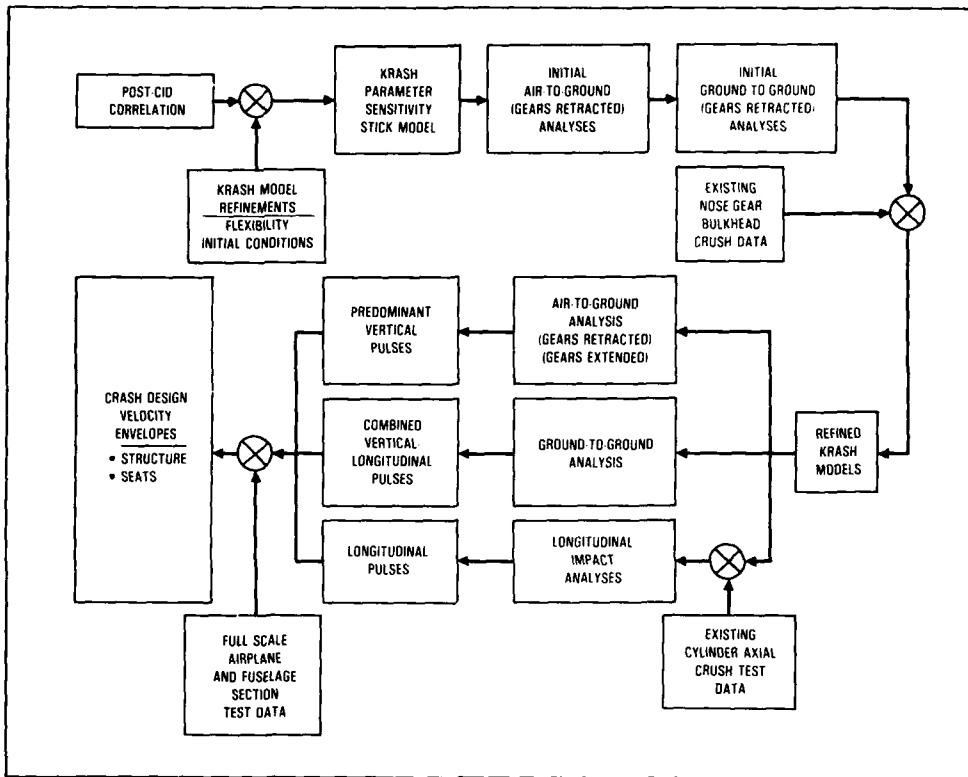 POST-CID
CORRELATION
KRASH
PARAMETER
SENSITIVITY
STICK MODEL
INITIAL
AIR-TO-GROUND
(GEARS RETRACTED)
ANALYSES
INITIAL
GROUND TO GROUND
(GEARS RETRACTED)
ANALYSES
KRASH MODEL
REFINEMENTS
FLEXIBILITY
INITIAL CONDITIONS
EXISTING
NOSE GEAR
BULKHEAD
CRUSH DATA
CRASH DESIGN
VELOCITY
ENVELOPES
• STRUCTURE
• SEATS
PREDOMINANT
VERTICAL
PULSES
AIR-TO-GROUND
ANALYSIS
(GEARS RETRACTED)
(GEARS EXTENDED)
COMBINED
VERTICAL-
LONGITUDINAL
PULSES
GROUND-TO-GROUND
ANALYSIS
REFINED
KRASH
MODELS
LONGITUDINAL
PULSES
LONGITUDINAL
IMPACT
ANALYSES
FULL SCALE
AIRPLANE
AND FUSELAGE
SECTION
TEST DATA
EXISTING
CYLINDER AXIAL
CRUSH TEST
DATA